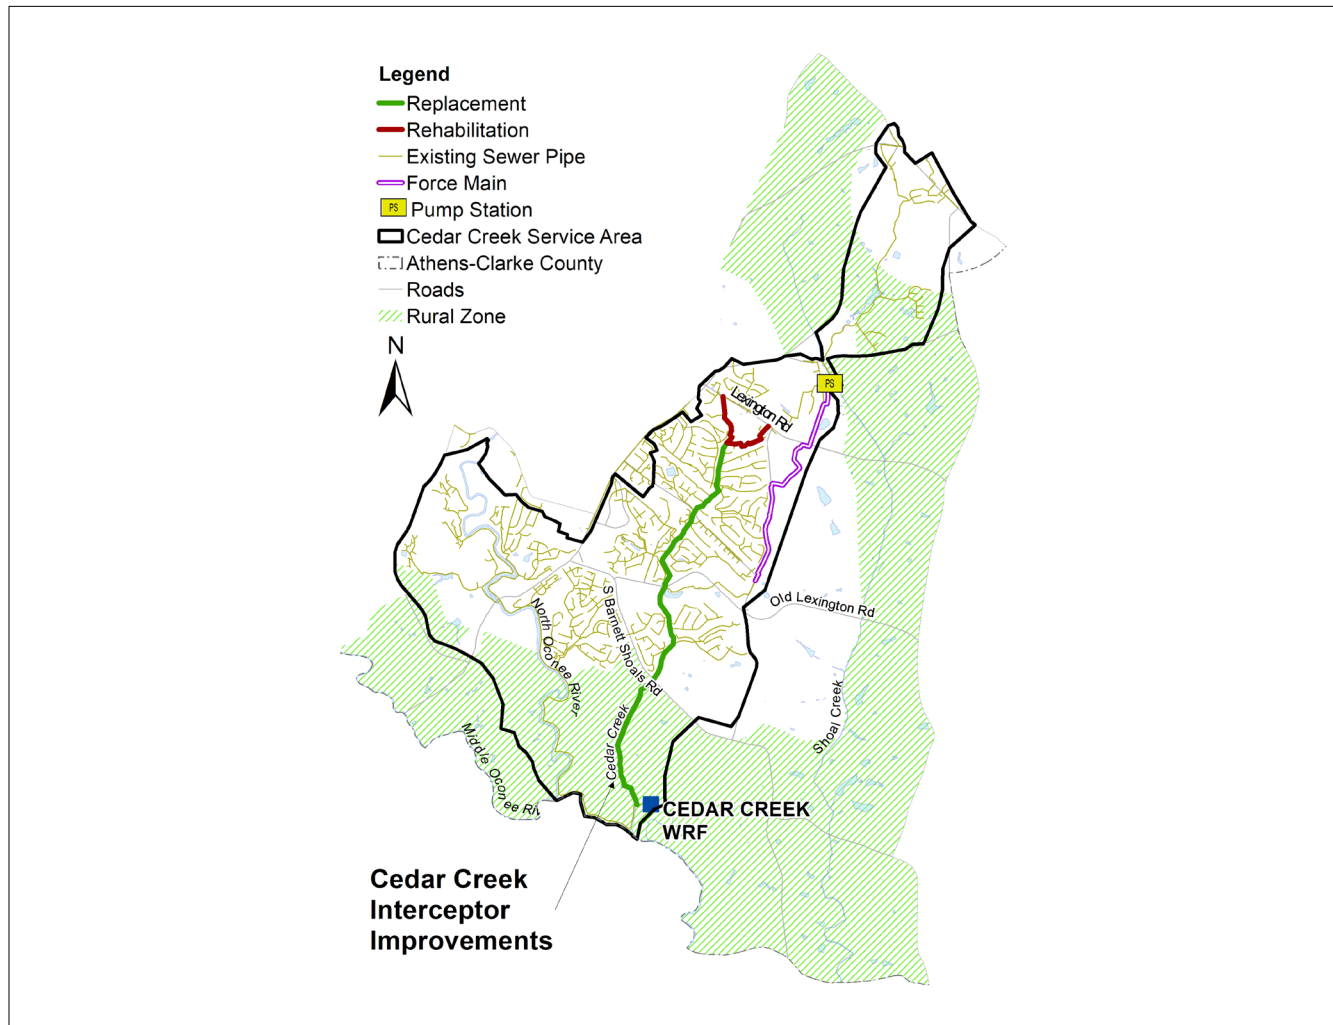 Legend
Replacement
Rehabilitation
Existing Sewer Pipe
Force Main
PS Pump Station
Cedar Creek Service Area
Athens-Clarke County
Roads
Rural Zone
N
PS
Lexington Rd
Old Lexington Rd
S Barnett Shoals Rd
North Oconee River
Middle Oconee Riv
Cedar Creek
Shoal Creek
CEDAR CREEK
WRF
Cedar Creek
Interceptor
Improvements